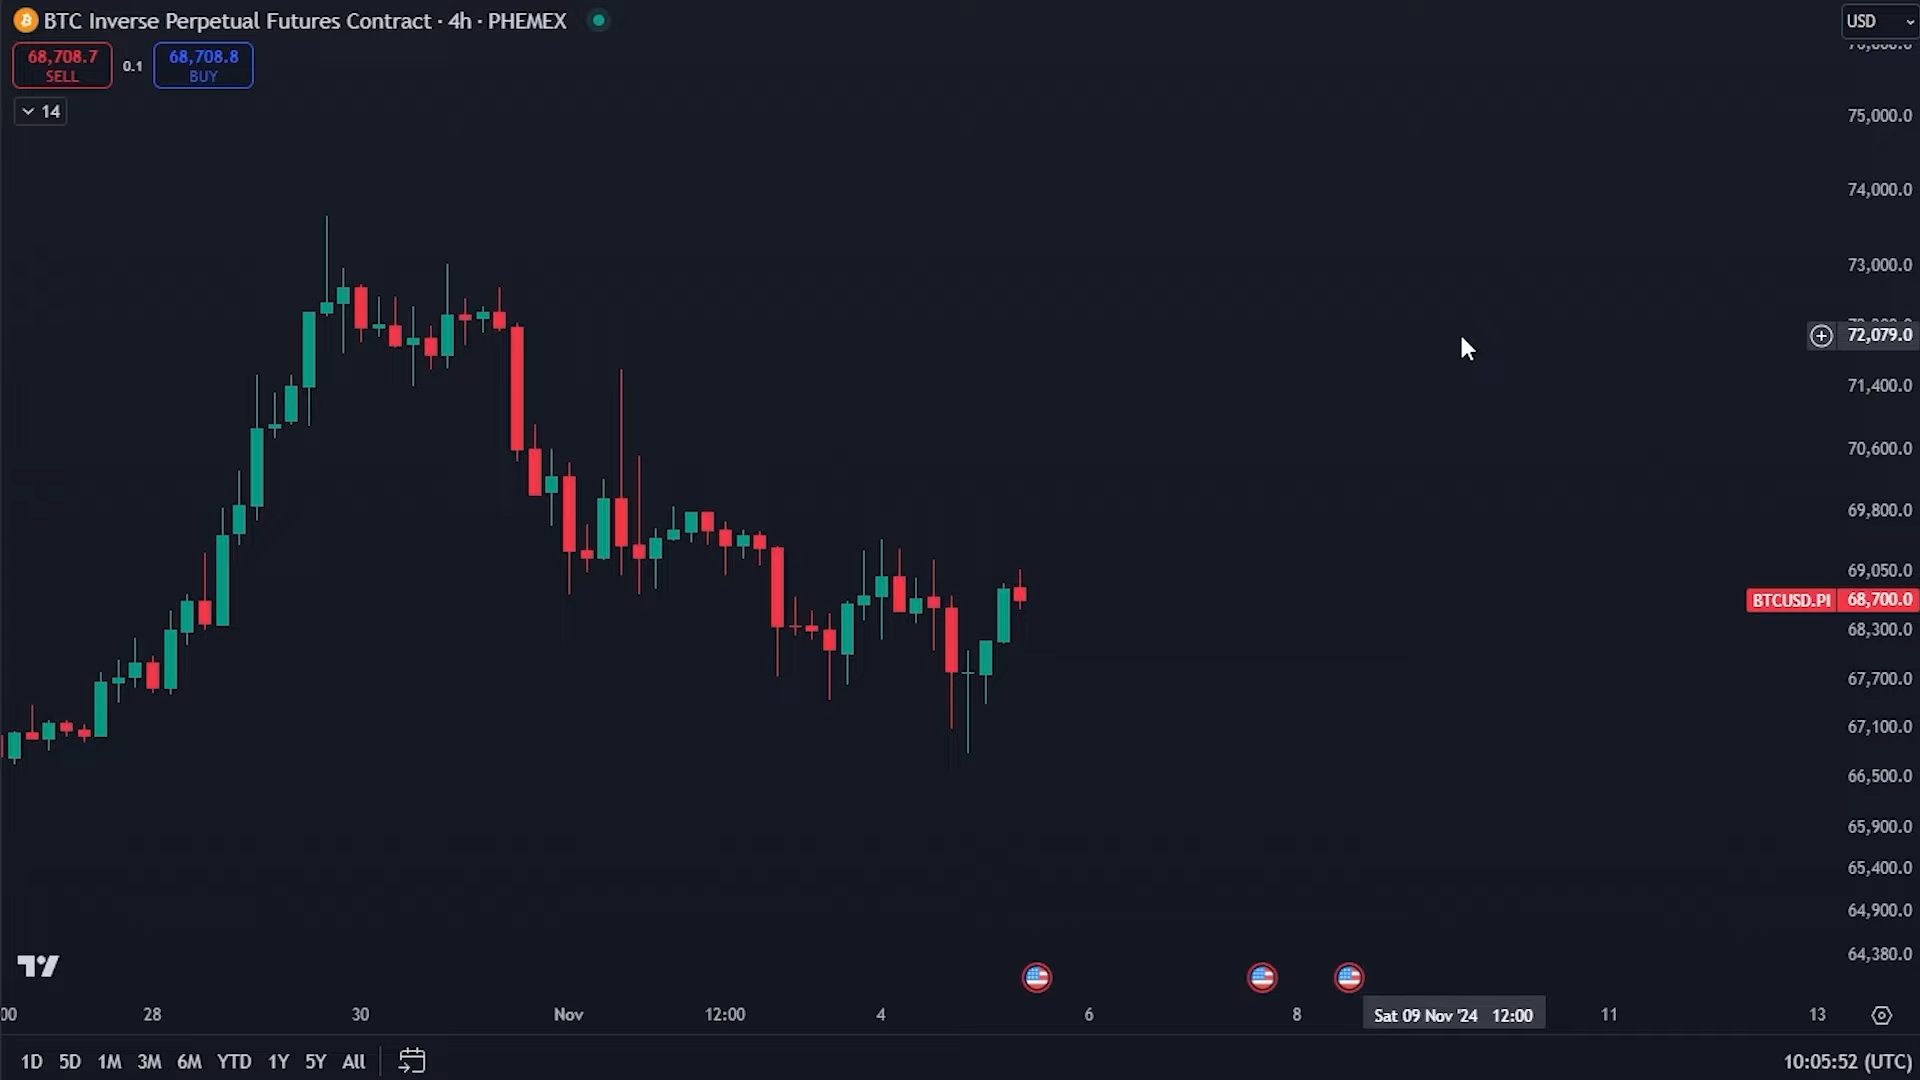 BTC Inverse Perpetual Futures Contract · 4h · PHEMEX
USD
68,708.7
SELL
0.1
68,708.8
BUY
14
75,000.0
74,000.0
73,000.0
72,079.0
71,400.0
70,600.0
69,800.0
69,050.0
BTCUSD.PI 68,700.0
68,300.0
67,700.0
67,100.0
66,500.0
65,900.0
65,400.0
64,900.0
64,380.0
00 28 30 Nov 12:00 4 6 8 Sat 09 Nov '24 12:00 11 13
1D 5D 1M 3M 6M YTD 1Y 5Y All 10:05:52 (UTC)